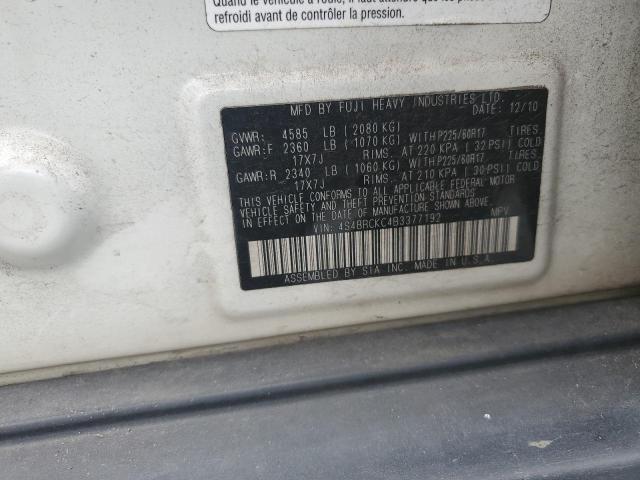 refroidi avant de contrôler la pression.
MFD BY FUJI HEAVY INDUSTRIES LTD.
DATE: 12/10
GVWR: 4585 LB (2080 KG)
GAWR:F 2360 LB (1070 KG) WITH P225/60R17 TIRES
17X7J RIMS. AT 220 KPA (32 PSI) COLD
GAWR:R 2340 LB (1060 KG) WITH P225/60R17 TIRES
17X7J RIMS. AT 210 KPA (30 PSI) COLD
THIS VEHICLE CONFORMS TO ALL APPLICABLE FEDERAL MOTOR
VEHICLE SAFETY AND THEFT PREVENTION STANDARDS
IN EFFECT ON THE DATE OF MANUFACTURE SHOWN ABOVE.
VIN: 4S4BRCKC4B3377192 MPV
ASSEMBLED BY SIA INC. MADE IN U.S.A.